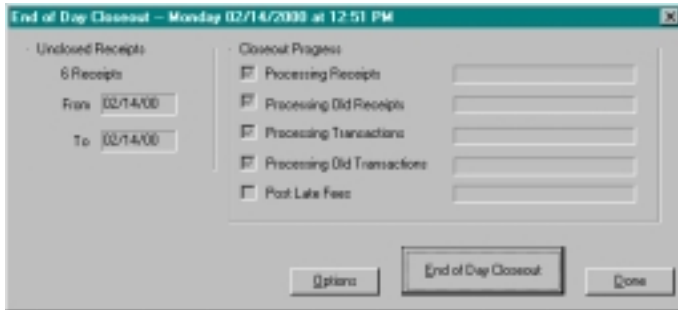 End of Day Closeout -- Monday 02/14/2000 at 12:51 PM
Unclosed Receipts
6 Receipts
From 02/14/00
To 02/14/00
Closeout Progress
Processing Receipts
Processing Old Receipts
Processing Transactions
Processing Old Transactions
Post Late Fees
Options
End of Day Closeout
Done